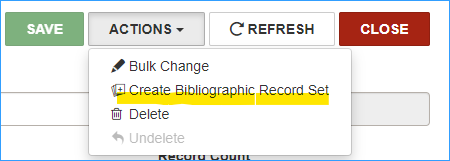 SAVE ACTIONS REFRESH CLOSE
Bulk Change
Create Bibliographic Record Set
Delete
Undelete
Record Count